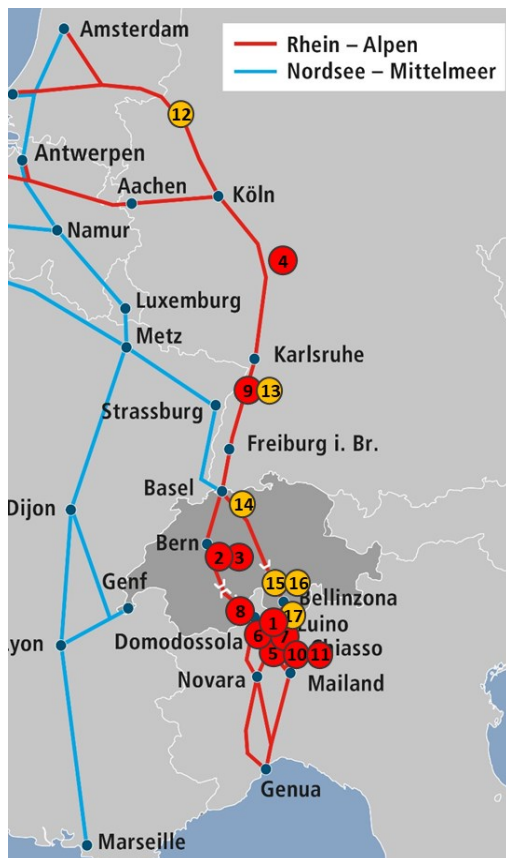 Amsterdam
Rhein – Alpen
Nordsee – Mittelmeer
12
Antwerpen
Aachen
Köln
Namur
4
Luxemburg
Metz
Karlsruhe
9 13
Strassburg
Freiburg i. Br.
Basel
14
Dijon
Bern
2 3
Genf
15 16
Bellinzona
8
1
17
Luino
Lyon
Domodossola
6
7
Chiasso
5
10 11
Novara
Mailand
Genua
Marseille